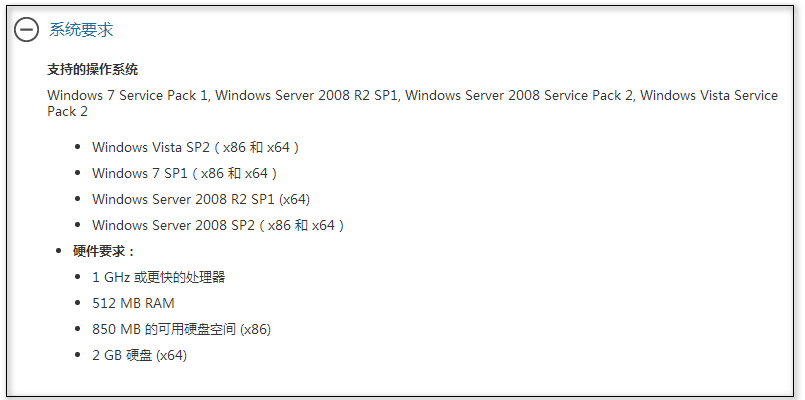 系统要求
支持的操作系统
Windows 7 Service Pack 1, Windows Server 2008 R2 SP1, Windows Server 2008 Service Pack 2, Windows Vista Service
Pack 2
Windows Vista SP2（x86 和 x64）
Windows 7 SP1（x86 和 x64）
Windows Server 2008 R2 SP1 (x64)
Windows Server 2008 SP2（x86 和 x64）
硬件要求：
1 GHz 或更快的处理器
512 MB RAM
850 MB 的可用硬盘空间 (x86)
2 GB 硬盘 (x64)